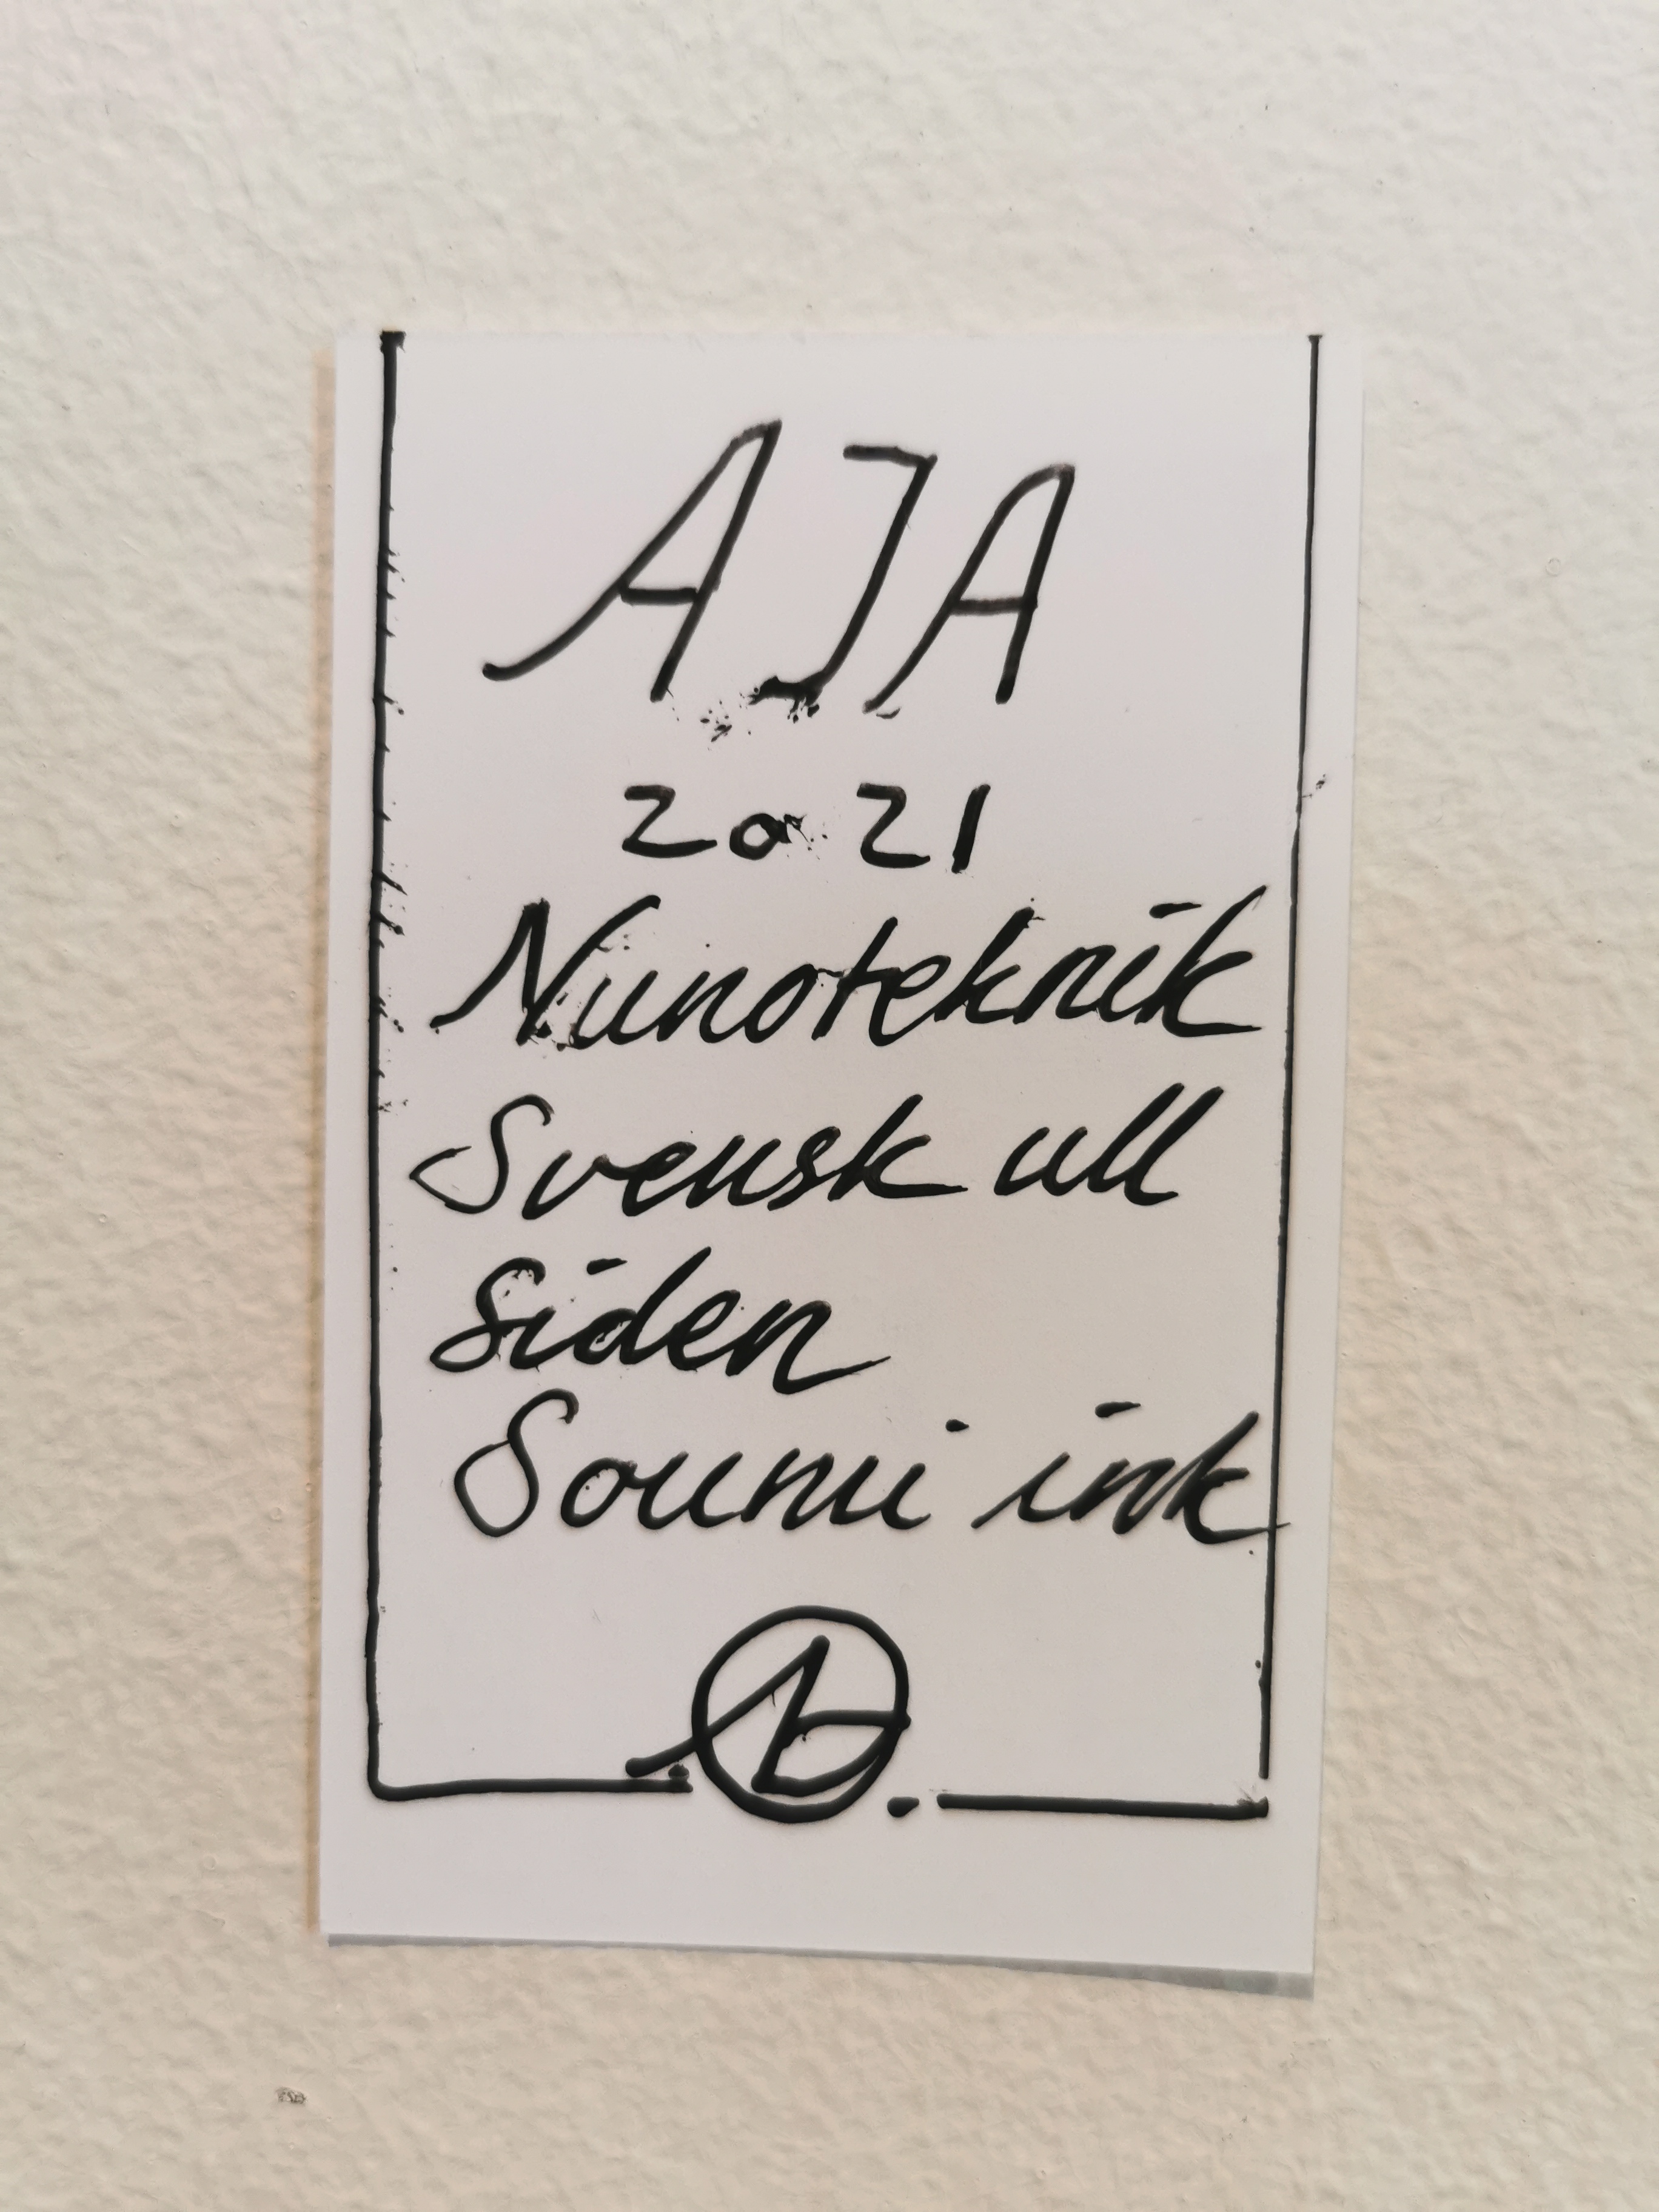 AJA
2021
Nunoteknik
Svensk ull
Siden
Soumi ink